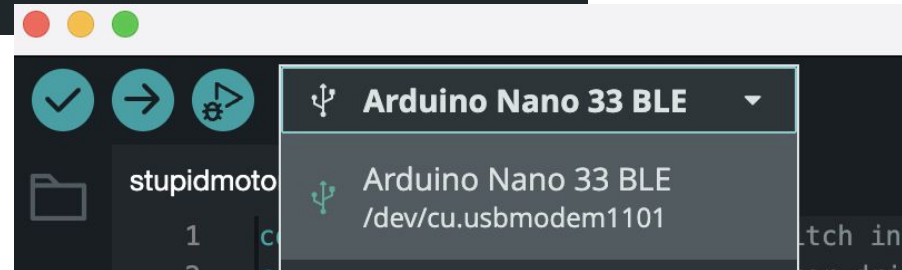 Arduino Nano 33 BLE
Arduino Nano 33 BLE
stupidmoto
/dev/cu.usbmodem1101
1 tch in